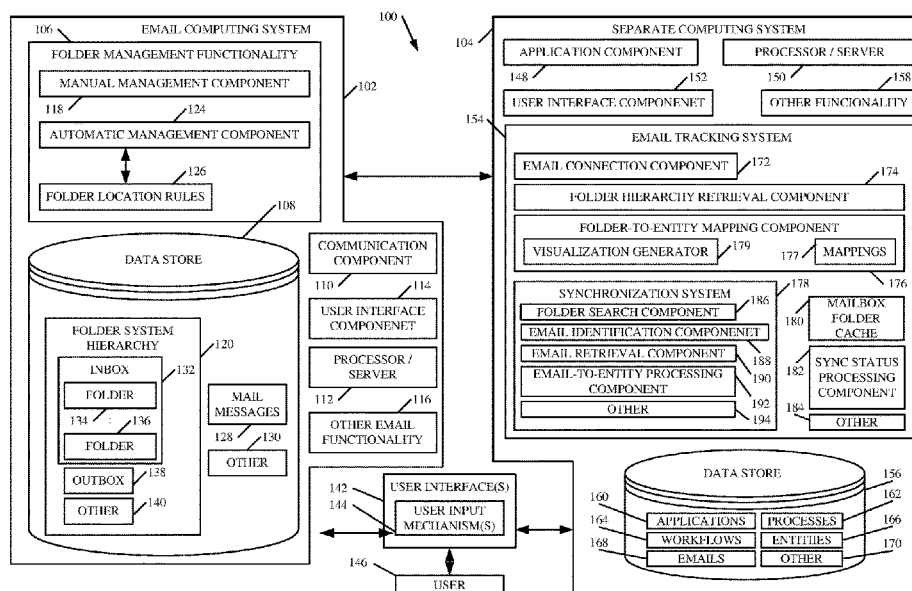 100
106
EMAIL COMPUTING SYSTEM
FOLDER MANAGEMENT FUNCTIONALITY
MANUAL MANAGEMENT COMPONENT
118
124
102
AUTOMATIC MANAGEMENT COMPONENT
126
FOLDER LOCATION RULES
108
DATA STORE
COMMUNICATION COMPONENT
110
114
USER INTERFACE COMPONENET
PROCESSOR / SERVER
112
116
OTHER EMAIL FUNCTIONALITY
FOLDER SYSTEM HIERARCHY
120
INBOX
132
FOLDER
134
:
136
FOLDER
OUTBOX
138
OTHER
140
MAIL MESSAGES
128
130
OTHER
142
USER INTERFACE(S)
144
USER INPUT MECHANISM(S)
146
USER
104
SEPARATE COMPUTING SYSTEM
APPLICATION COMPONENT
148
152
PROCESSOR / SERVER
150
158
USER INTERFACE COMPONENET
OTHER FUNCIONALITY
154
EMAIL TRACKING SYSTEM
EMAIL CONNECTION COMPONENT
172
174
FOLDER HIERARCHY RETRIEVAL COMPONENT
FOLDER-TO-ENTITY MAPPING COMPONENT
VISUALIZATION GENERATOR
179
177
MAPPINGS
176
178
SYNCHRONIZATION SYSTEM
FOLDER SEARCH COMPONENT
186
EMAIL IDENTIFICATION COMPONENET
188
EMAIL RETRIEVAL COMPONENT
190
EMAIL-TO-ENTITY PROCESSING COMPONENT
192
OTHER
194
180
MAILBOX FOLDER CACHE
182
SYNC STATUS PROCESSING COMPONENT
184
OTHER
DATA STORE
156
160
APPLICATIONS
PROCESSES
162
164
WORKFLOWS
ENTITIIES
166
168
EMAILS
OTHER
170